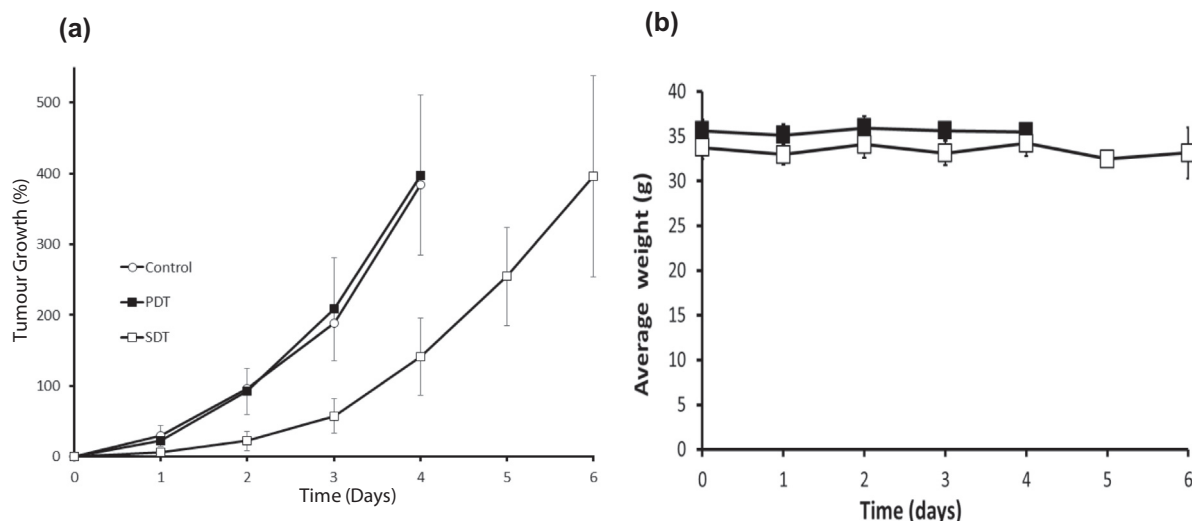 (a)
Tumour Growth (%)
500
400
300
200
100
0
Control
PDT
SDT
0 1 2 3 4 5 6
Time (Days)
(b)
Average weight (g)
40
35
30
25
20
15
10
5
0
0 1 2 3 4 5 6
Time (days)